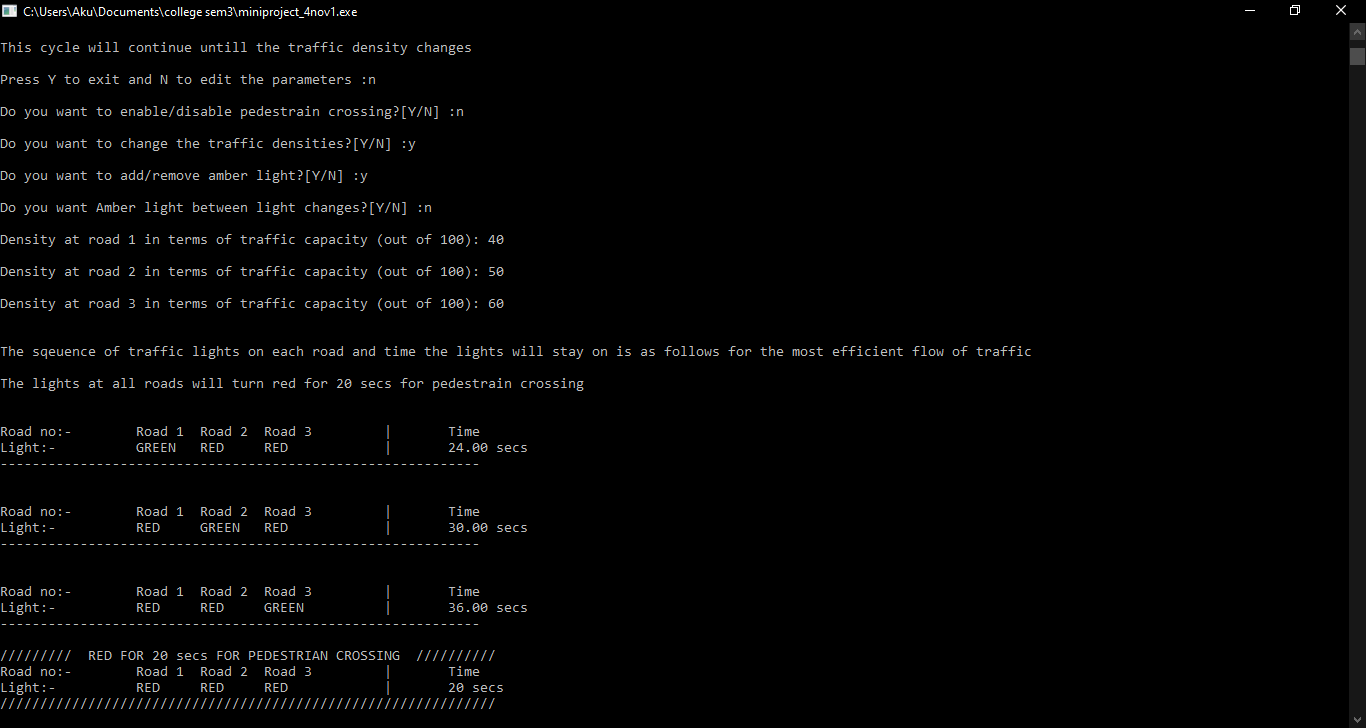 C:\Users\Aku\Documents\college sem3\miniproject_4nov1.exe
This cycle will continue untill the traffic density changes
Press Y to exit and N to edit the parameters :n
Do you want to enable/disable pedestrain crossing?[Y/N] :n
Do you want to change the traffic densities?[Y/N] :y
Do you want to add/remove amber light?[Y/N] :y
Do you want Amber light between light changes?[Y/N] :n
Density at road 1 in terms of traffic capacity (out of 100): 40
Density at road 2 in terms of traffic capacity (out of 100): 50
Density at road 3 in terms of traffic capacity (out of 100): 60
The sqeuence of traffic lights on each road and time the lights will stay on is as follows for the most efficient flow of traffic
The lights at all roads will turn red for 20 secs for pedestrain crossing
Road no:-        Road 1  Road 2  Road 3         |       Time
Light:-          GREEN   RED     RED            |       24.00 secs
------------------------------------------------------------
Road no:-        Road 1  Road 2  Road 3         |       Time
Light:-          RED     GREEN   RED            |       30.00 secs
------------------------------------------------------------
Road no:-        Road 1  Road 2  Road 3         |       Time
Light:-          RED     RED     GREEN          |       36.00 secs
------------------------------------------------------------
/////////  RED FOR 20 secs FOR PEDESTRIAN CROSSING  //////////
Road no:-        Road 1  Road 2  Road 3         |       Time
Light:-          RED     RED     RED            |       20 secs
//////////////////////////////////////////////////////////////